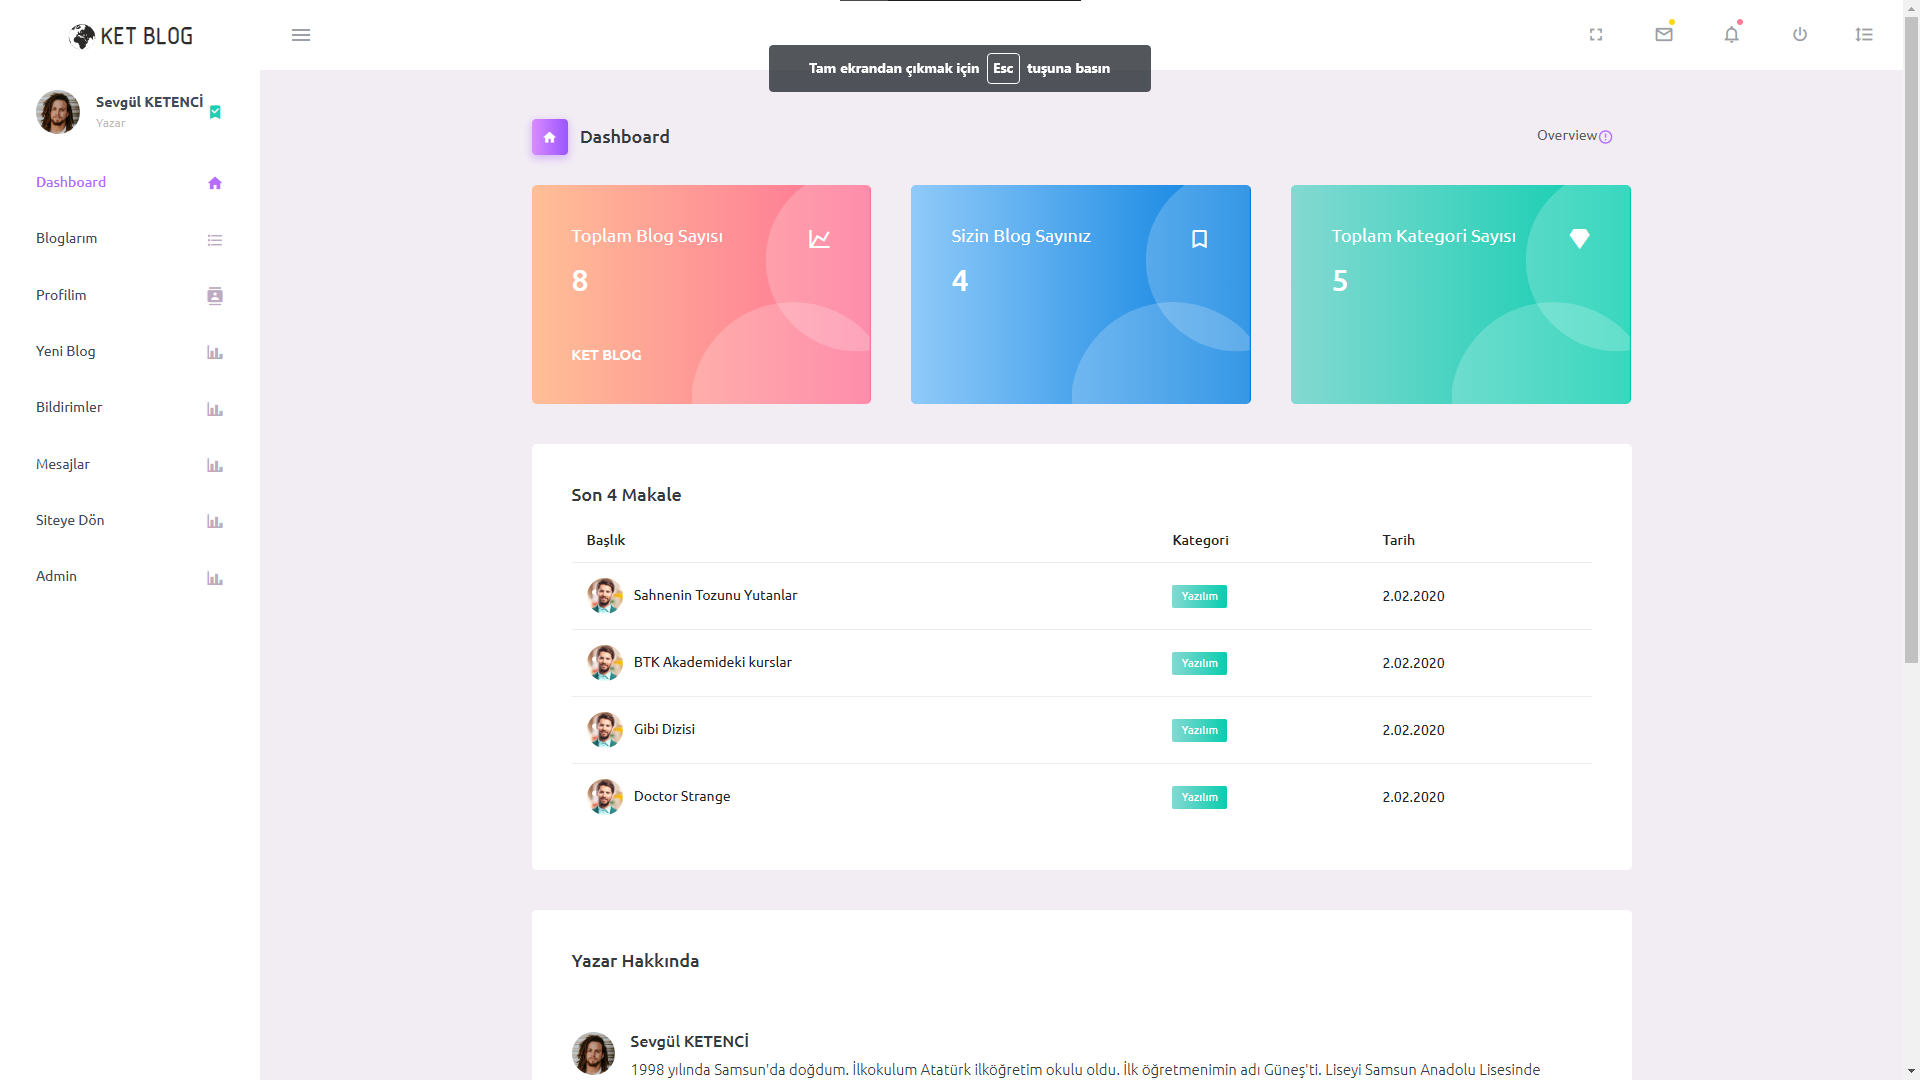 KET BLOG
Tam ekrandan çıkmak için Esc tuşuna basın
Sevgül KETENCİ
Yazar
Dashboard
Bloglarım
Profilim
Yeni Blog
Bildirimler
Mesajlar
Siteye Dön
Admin
Dashboard
Overview
Toplam Blog Sayısı
8
KET BLOG
Sizin Blog Sayınız
4
Toplam Kategori Sayısı
5
Son 4 Makale
Başlık Kategori Tarih
Sahnenin Tozunu Yutanlar Yazılım 2.02.2020
BTK Akademideki kurslar Yazılım 2.02.2020
Gibi Dizisi Yazılım 2.02.2020
Doctor Strange Yazılım 2.02.2020
Yazar Hakkında
Sevgül KETENCİ
1998 yılında Samsun'da doğdum. İlkokulum Atatürk ilköğretim okulu oldu. İlk öğretmenimin adı Güneş'ti. Liseyi Samsun Anadolu Lisesinde